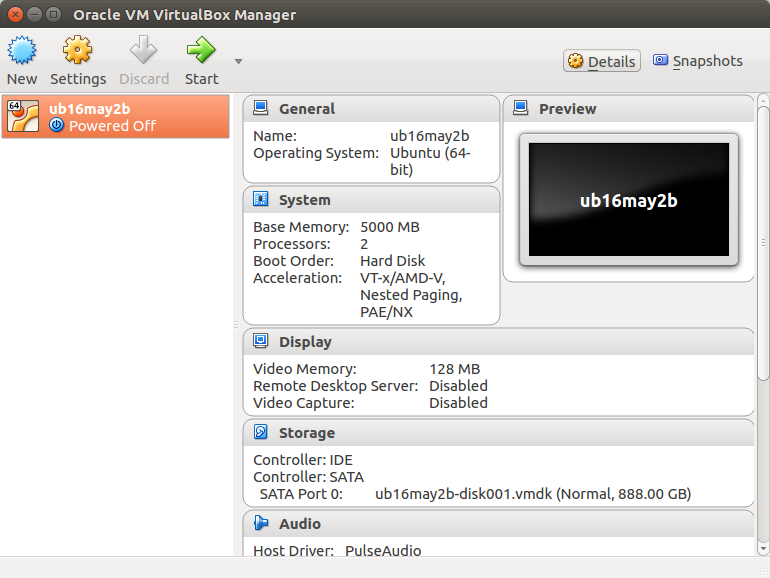 Oracle VM VirtualBox Manager
New Settings Discard Start Details Snapshots
64 ub16may2b
Powered Off
General
Name: ub16may2b
Operating System: Ubuntu (64-
bit)
Preview
ub16may2b
System
Base Memory: 5000 MB
Processors: 2
Boot Order: Hard Disk
Acceleration: VT-x/AMD-V,
Nested Paging,
PAE/NX
Display
Video Memory: 128 MB
Remote Desktop Server: Disabled
Video Capture: Disabled
Storage
Controller: IDE
Controller: SATA
SATA Port 0: ub16may2b-disk001.vmdk (Normal, 888.00 GB)
Audio
Host Driver: PulseAudio